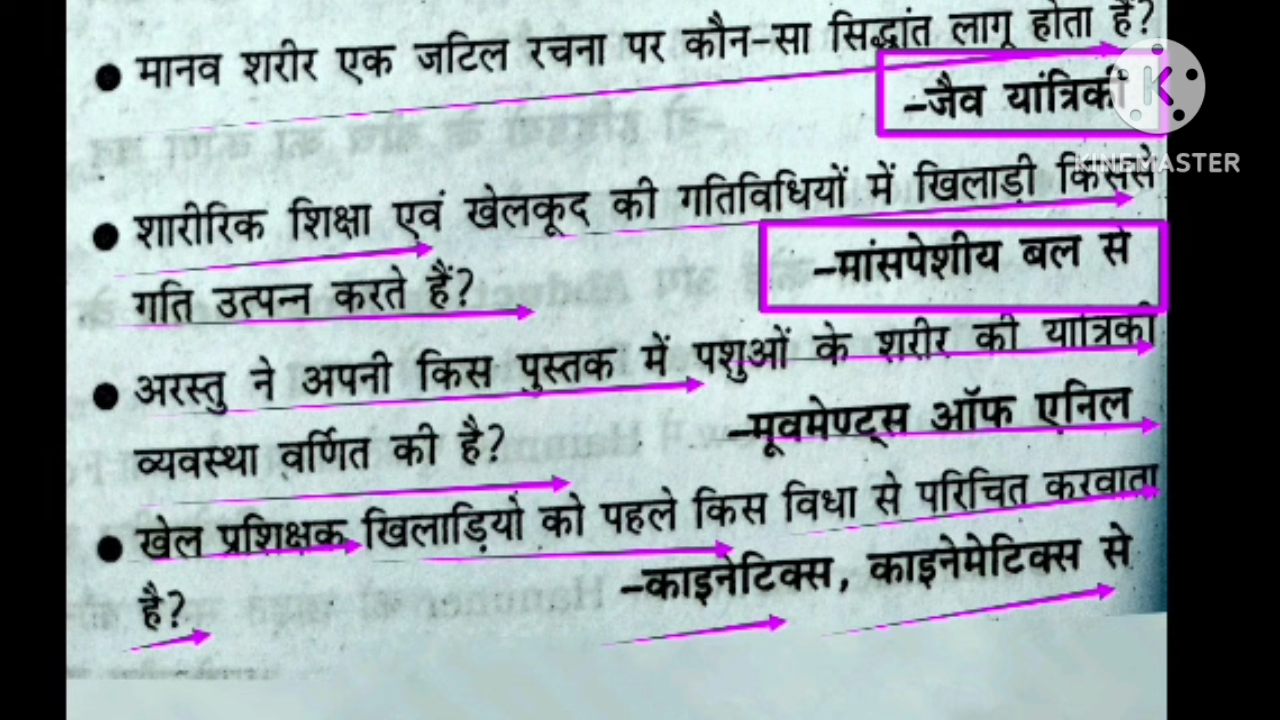 ● मानव शरीर एक जटिल रचना पर कौन-सा सिद्धांत लागू होता है?
–जैव यांत्रिकी
KINEMASTER
● शारीरिक शिक्षा एवं खेलकूद की गतिविधियों में खिलाड़ी किससे
गति उत्पन्न करते हैं? –मांसपेशीय बल से
● अरस्तु ने अपनी किस पुस्तक में पशुओं के शरीर की यांत्रिकी
व्यवस्था वर्णित की है? –मूवमेण्ट्स ऑफ एनिल
● खेल प्रशिक्षक खिलाड़ियो को पहले किस विधा से परिचित करवाता
है? –काइनेटिक्स, काइनेमेटिक्स से